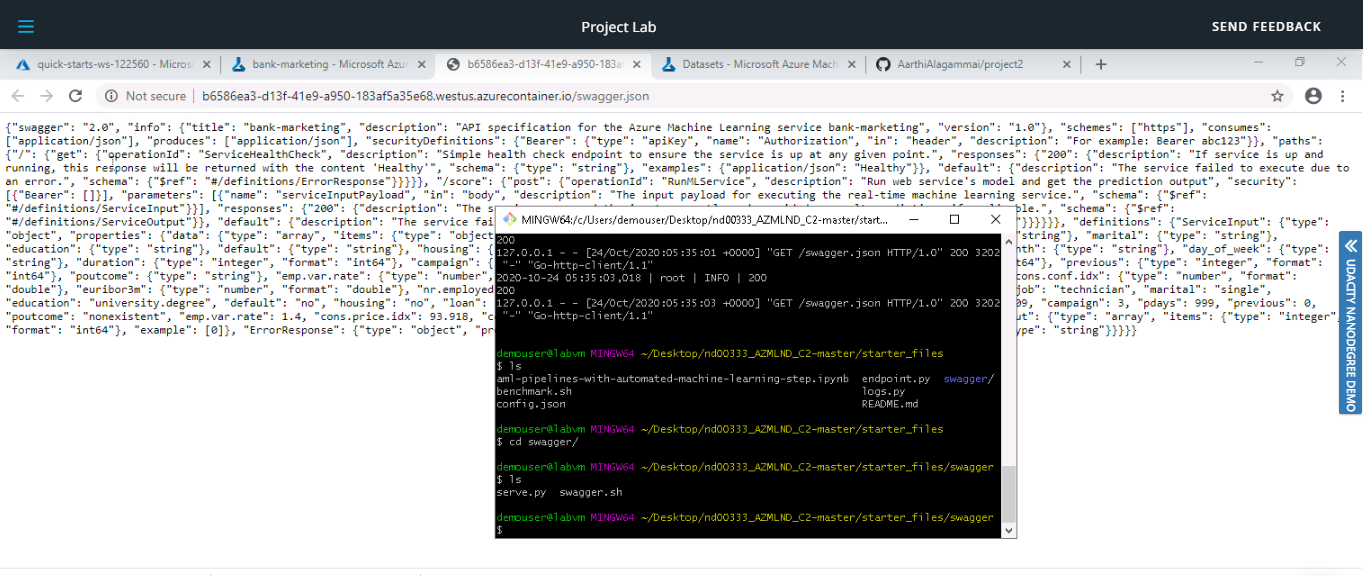 Project Lab
SEND FEEDBACK
quick-starts-ws-122560 - Micros
bank-marketing - Microsoft Azur
b6586ea3-d13f-41e9-a950-183a
Datasets - Microsoft Azure Mach
AarthiAlagammai/project2
Not secure | b6586ea3-d13f-41e9-a950-183af5a35e68.westus.azurecontainer.io/swagger.json
{"swagger": "2.0", "info": {"title": "bank-marketing", "description": "API specification for the Azure Machine Learning service bank-marketing", "version": "1.0"}, "schemes": ["https"], "consumes":
["application/json"], "produces": ["application/json"], "securityDefinitions": {"Bearer": {"type": "apiKey", "name": "Authorization", "in": "header", "description": "For example: Bearer abc123"}}, "paths":
{"/": {"get": {"operationId": "ServiceHealthCheck", "description": "Simple health check endpoint to ensure the service is up at any given point.", "responses": {"200": {"description": "If service is up and
running, this response will be returned with the content 'Healthy'", "schema": {"type": "string"}, "examples": {"application/json": "Healthy"}}, "default": {"description": "The service failed to execute due to
an error.", "schema": {"$ref": "#/definitions/ErrorResponse"}}}}}, "/score": {"post": {"operationId": "RunMLService", "description": "Run web service's model and get the prediction output", "security":
[{"Bearer": []}], "parameters": [{"name": "serviceInputPayload", "in": "body", "description": "The input payload for executing the real-time machine learning service.", "schema": {"$ref":
"#/definitions/ServiceInput"}}], "responses": {"200": {"description": "The se
ble.", "schema": {"$ref":
"#/definitions/ServiceOutput"}}, "default": {"description": "The service fail
}}}}}}, "definitions": {"ServiceInput": {"type":
"object", "properties": {"data": {"type": "array", "items": {"type": "object
"string"}, "marital": {"type": "string"},
"education": {"type": "string"}, "default": {"type": "string"}, "housing": {
nth": {"type": "string"}, "day_of_week": {"type":
"string"}, "duration": {"type": "integer", "format": "int64"}, "campaign": {
64"}, "previous": {"type": "integer", "format":
"int64"}, "poutcome": {"type": "string"}, "emp.var.rate": {"type": "number",
cons.conf.idx": {"type": "number", "format":
"double"}, "euribor3m": {"type": "number", "format": "double"}, "nr.employed
job": "technician", "marital": "single",
"education": "university.degree", "default": "no", "housing": "no", "loan":
09, "campaign": 3, "pdays": 999, "previous": 0,
"poutcome": "nonexistent", "emp.var.rate": 1.4, "cons.price.idx": 93.918, "c
ut": {"type": "array", "items": {"type": "integer",
"format": "int64"}, "example": [0]}, "ErrorResponse": {"type": "object", "pr
ype": "string"}}}}}
MINGW64:/c/Users/demouser/Desktop/nd00333_AZMLND_C2-master/start...
200
127.0.0.1 - - [24/Oct/2020:05:35:01 +0000] "GET /swagger.json HTTP/1.0" 200 3202
"-" "Go-http-client/1.1"
2020-10-24 05:35:03,018 | root | INFO | 200
200
127.0.0.1 - - [24/Oct/2020:05:35:03 +0000] "GET /swagger.json HTTP/1.0" 200 3202
"-" "Go-http-client/1.1"
demouser@labvm MINGW64 ~/Desktop/nd00333_AZMLND_C2-master/starter_files
$ ls
aml-pipelines-with-automated-machine-learning-step.ipynb endpoint.py swagger/
benchmark.sh logs.py
config.json README.md
demouser@labvm MINGW64 ~/Desktop/nd00333_AZMLND_C2-master/starter_files
$ cd swagger/
demouser@labvm MINGW64 ~/Desktop/nd00333_AZMLND_C2-master/starter_files/swagger
$ ls
serve.py swagger.sh
demouser@labvm MINGW64 ~/Desktop/nd00333_AZMLND_C2-master/starter_files/swagger
$
UDACITY NANODEGREE DEMO